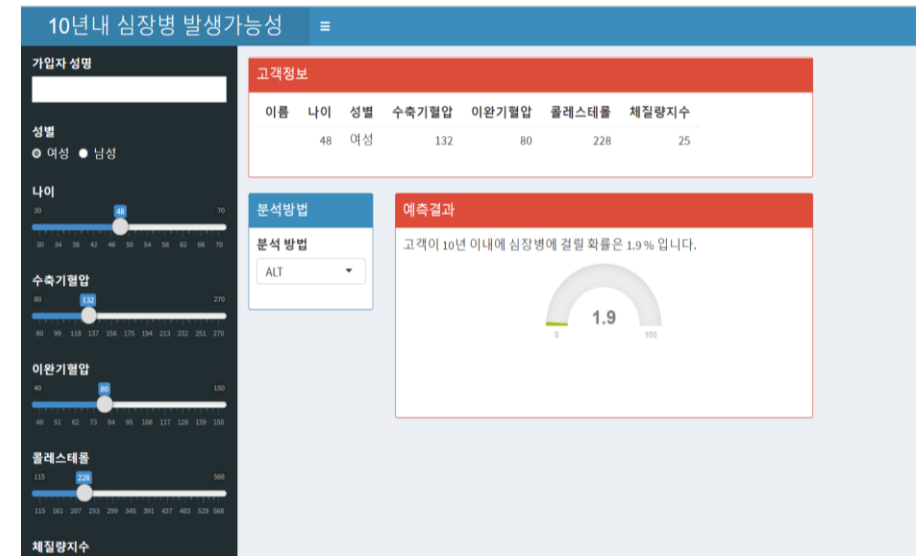 10년내 심장병 발생가능성
가입자 성명
성별
여성 남성
나이
30 48 70
30 34 38 42 46 50 54 58 62 66 70
수축기혈압
80 132 270
80 99 118 137 156 175 194 213 232 251 270
이완기혈압
40 80 150
40 51 62 73 84 95 106 117 128 139 150
콜레스테롤
115 228 568
115 161 207 253 299 345 391 437 483 529 568
체질량지수
고객정보
이름 나이 성별 수축기혈압 이완기혈압 콜레스테롤 체질량지수
48 여성 132 80 228 25
분석방법
분석 방법
ALT
예측결과
고객이 10년 이내에 심장병에 걸릴 확률은 1.9 % 입니다.
1.9
0 100